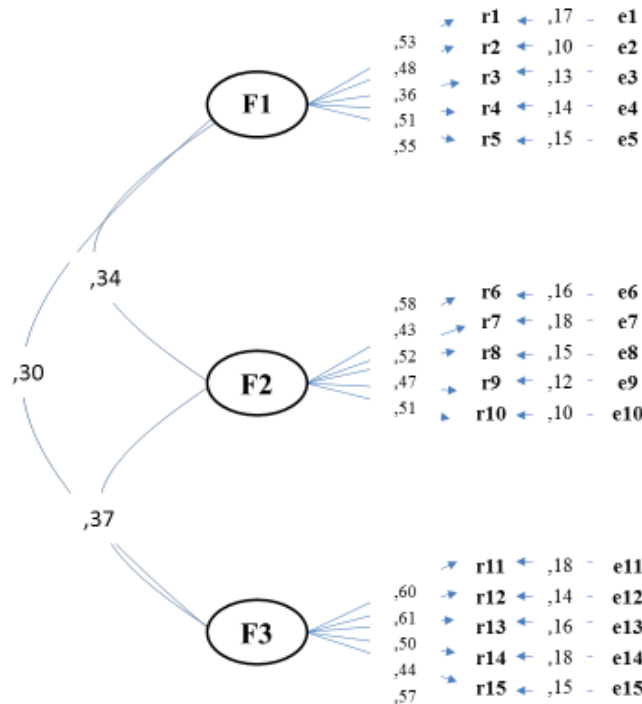 r1 ,17 e1
,53 r2 ,10 e2
,48 r3 ,13 e3
F1 ,36 r4 ,14 e4
,51 r5 ,15 e5
,55
,34
r6 ,16 e6
,58 r7 ,18 e7
,43 r8 ,15 e8
,52
,30 F2 ,47 r9 ,12 e9
,51 r10 ,10 e10
,37
r11 ,18 e11
,60 r12 ,14 e12
,61 r13 ,16 e13
F3 ,50 r14 ,18 e14
,44 r15 ,15 e15
,57